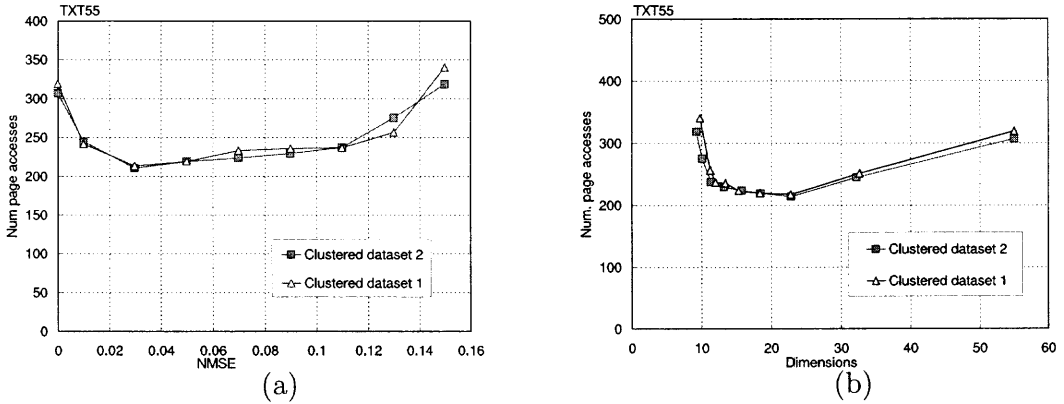 TXT55
400
350
300
250
200
150
100
50
0
Num page accesses
Clustered dataset 2
Clustered dataset 1
0 0.02 0.04 0.06 0.08 0.1 0.12 0.14 0.16
NMSE
(a)
TXT55
500
400
300
200
100
0
Num. page accesses
Clustered dataset 2
Clustered dataset 1
0 10 20 30 40 50 60
Dimensions
(b)